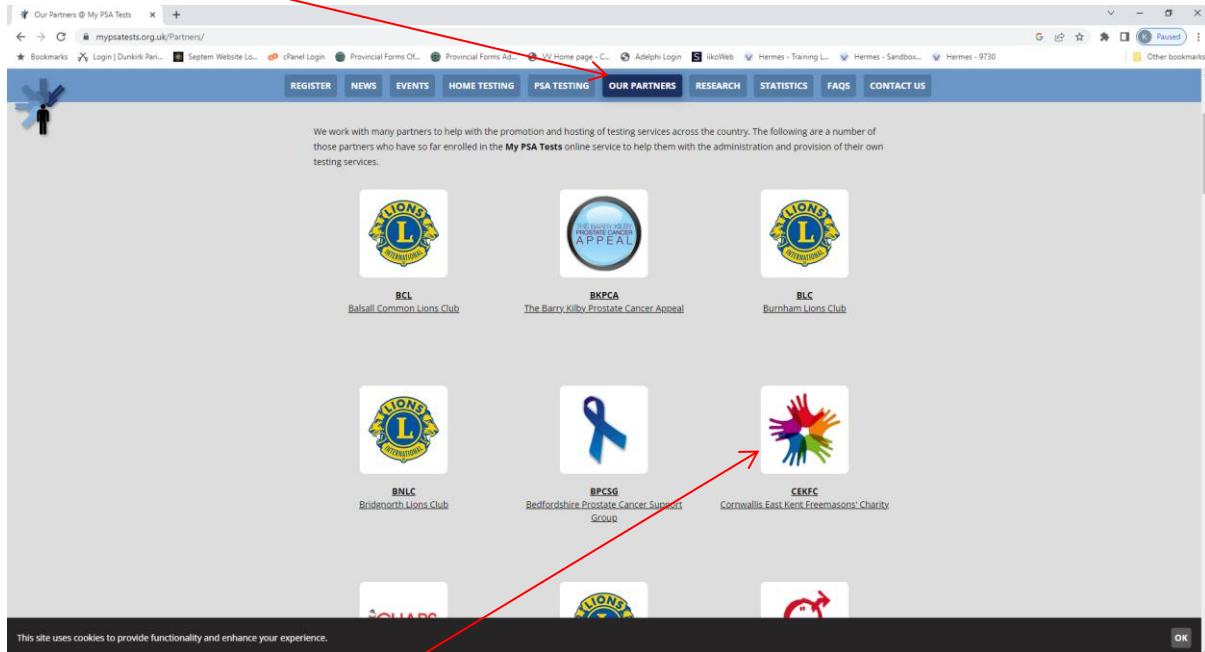 Our Partners @ My PSA Tests
mypsatests.org.uk/Partners/
Paused
Bookmarks
Login | Dunkirk Pari...
Septem Website Lo...
cPanel Login
Provincial Forms Of...
Provincial Forms Ad...
VV Home page - C...
Adelphi Login
iikoWeb
Hermes - Training L...
Hermes - Sandbox...
Hermes - 9730
Other bookmarks
REGISTER NEWS EVENTS HOME TESTING PSA TESTING OUR PARTNERS RESEARCH STATISTICS FAQS CONTACT US
We work with many partners to help with the promotion and hosting of testing services across the country. The following are a number of
those partners who have so far enrolled in the My PSA Tests online service to help them with the administration and provision of their own
testing services.
LIONS
L
INTERNATIONAL
THE BARRY KILBY
PROSTATE CANCER
APPEAL
LIONS
L
INTERNATIONAL
BCL
Balsall Common Lions Club
BKPCA
The Barry Kilby Prostate Cancer Appeal
BLC
Burnham Lions Club
LIONS
L
INTERNATIONAL
BNLC
Bridgnorth Lions Club
BPCSG
Bedfordshire Prostate Cancer Support
Group
CEKFC
Cornwallis East Kent Freemasons' Charity
LIONS
This site uses cookies to provide functionality and enhance your experience.
OK